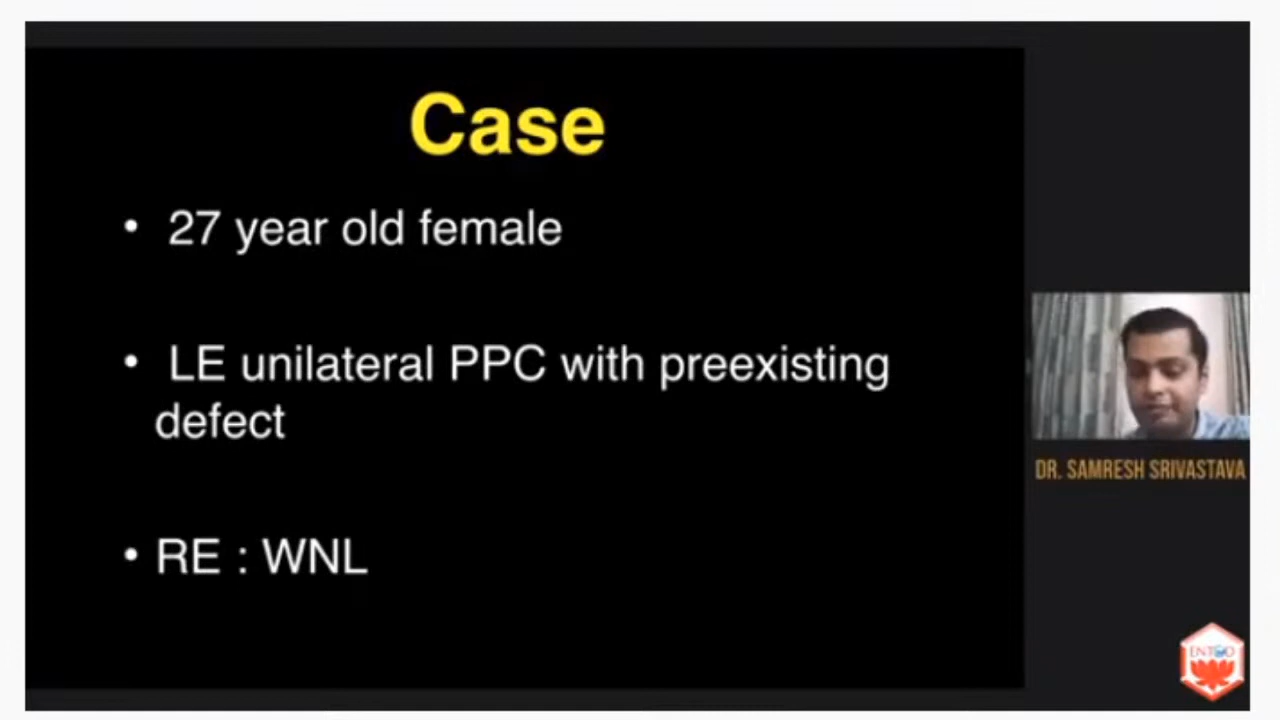 Case
• 27 year old female
• LE unilateral PPC with preexisting
defect
• RE : WNL
DR. SAMRESH SRIVASTAVA